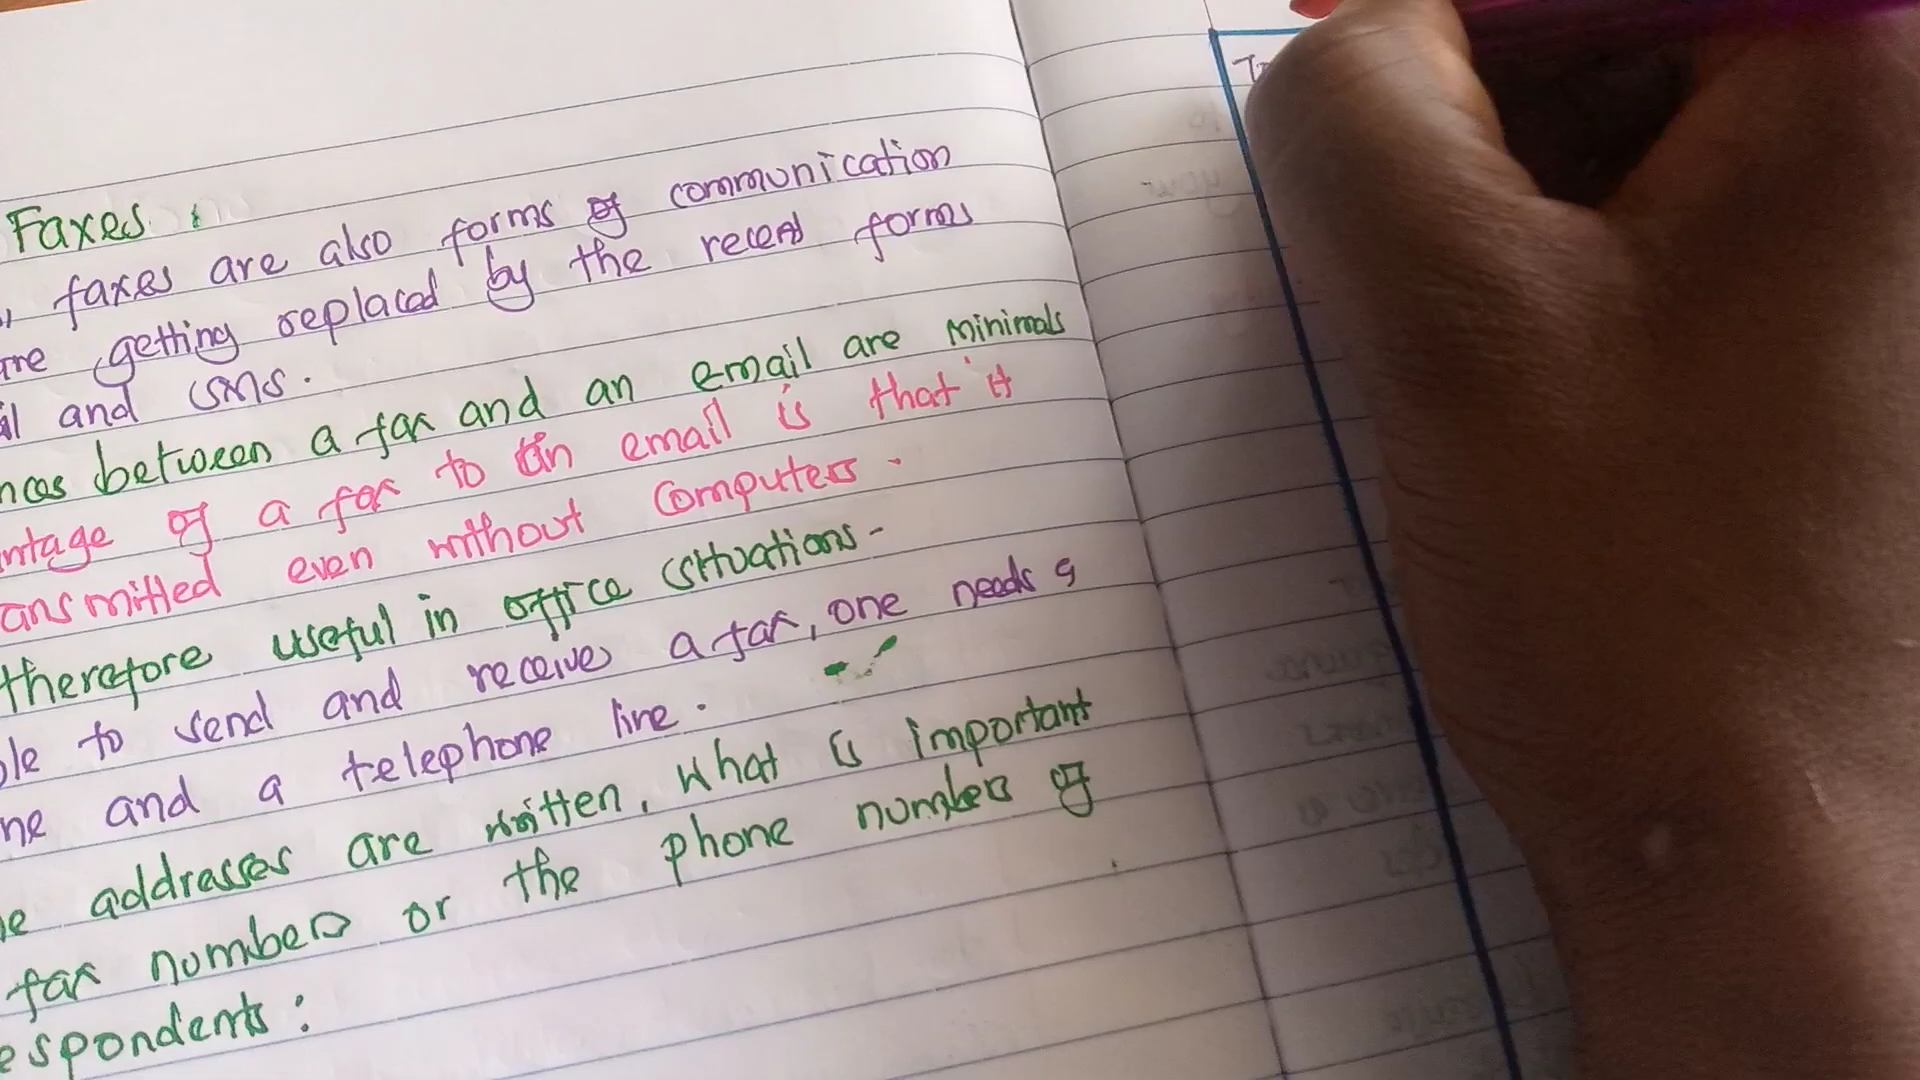 Faxes :
faxes are also forms of communication
getting replaced by the recent forms
and SMS.
between a fax and an email are minimals
of a fax to an email is that it
even without computers.
therefore useful in office situations-
to send and receive a fax, one needs a
and a telephone line.
addresses are written, what is important
fax numbers or the phone numbers of
espondents :